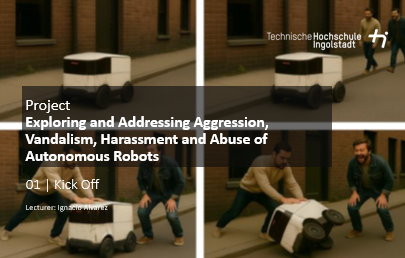 Technische Hochschule
Ingolstadt
Project
Exploring and Addressing Aggression,
Vandalism, Harassment and Abuse of
Autonomous Robots
01 | Kick Off
Lecturer: Ignacio Alvarez